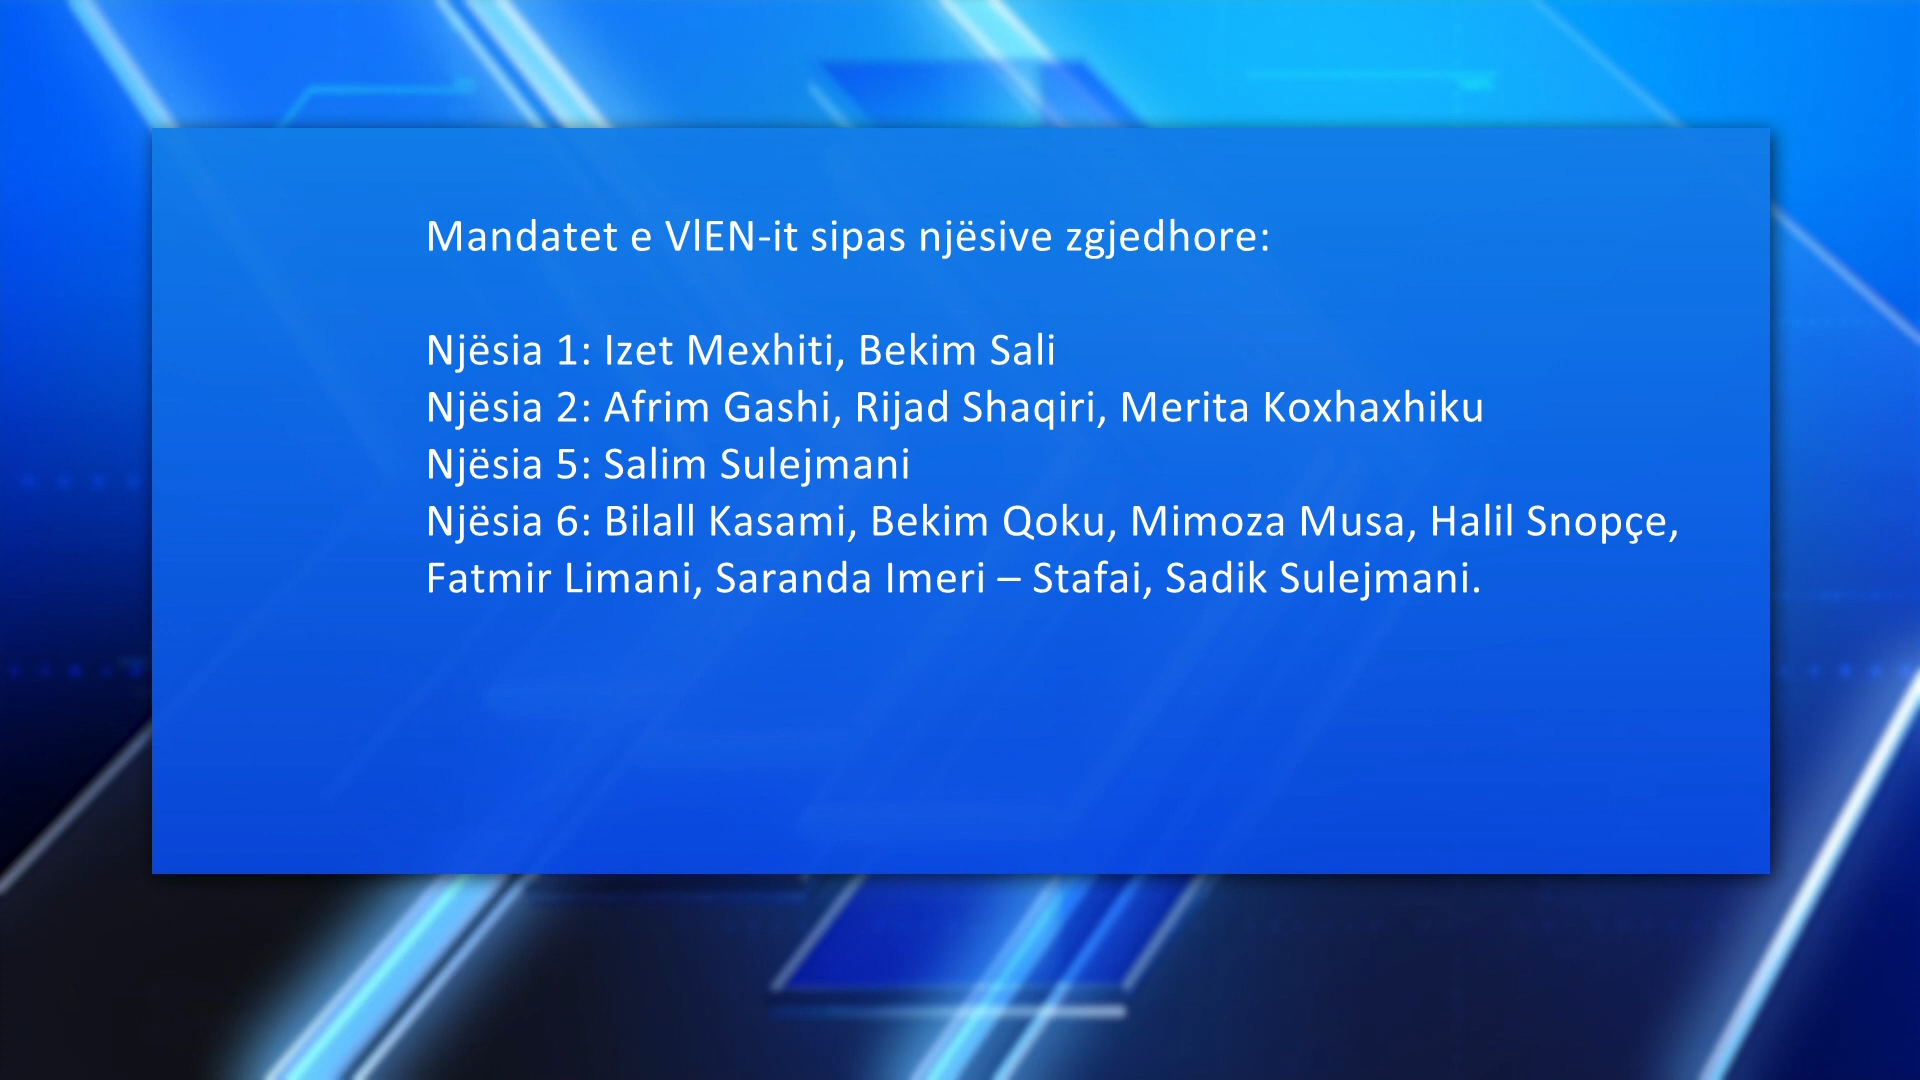 Mandatet e VlEN-it sipas njësive zgjedhore:
Njësia 1: Izet Mexhiti, Bekim Sali
Njësia 2: Afrim Gashi, Rijad Shaqiri, Merita Koxhaxhiku
Njësia 5: Salim Sulejmani
Njësia 6: Bilall Kasami, Bekim Qoku, Mimoza Musa, Halil Snopçe,
Fatmir Limani, Saranda Imeri – Stafai, Sadik Sulejmani.